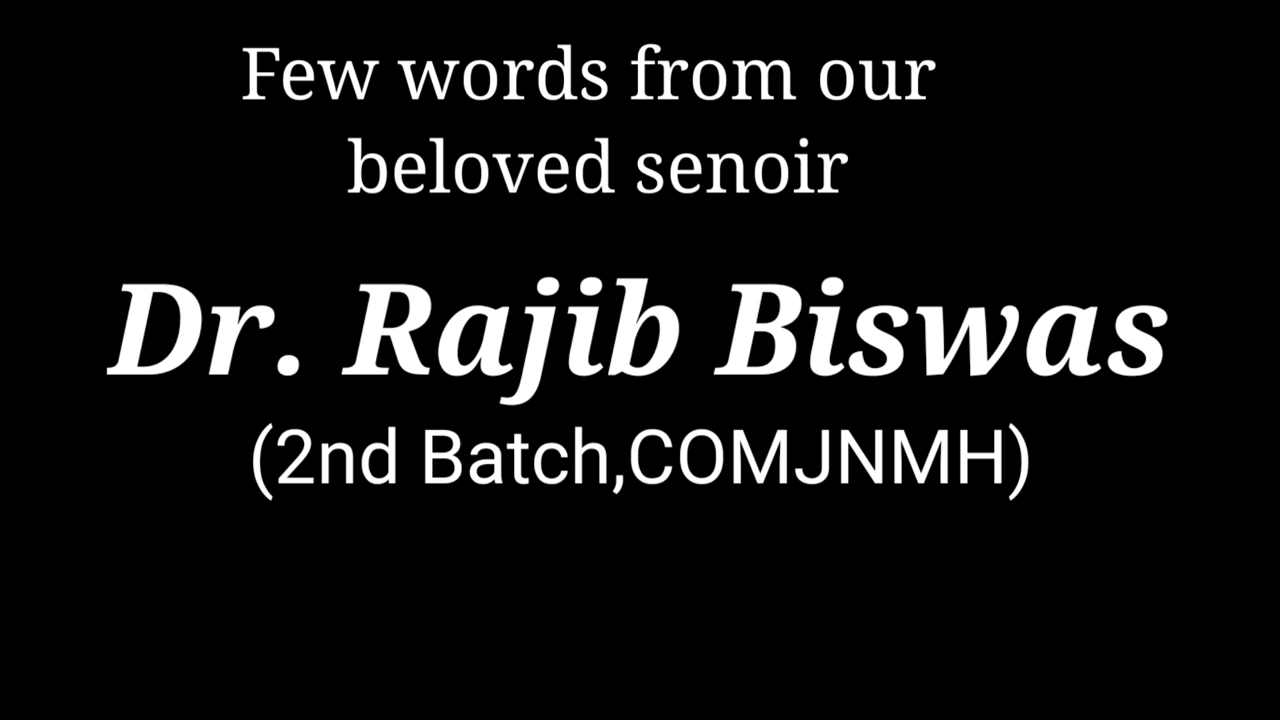 Few words from our
beloved senoir
Dr. Rajib Biswas
(2nd Batch,COMJNMH)